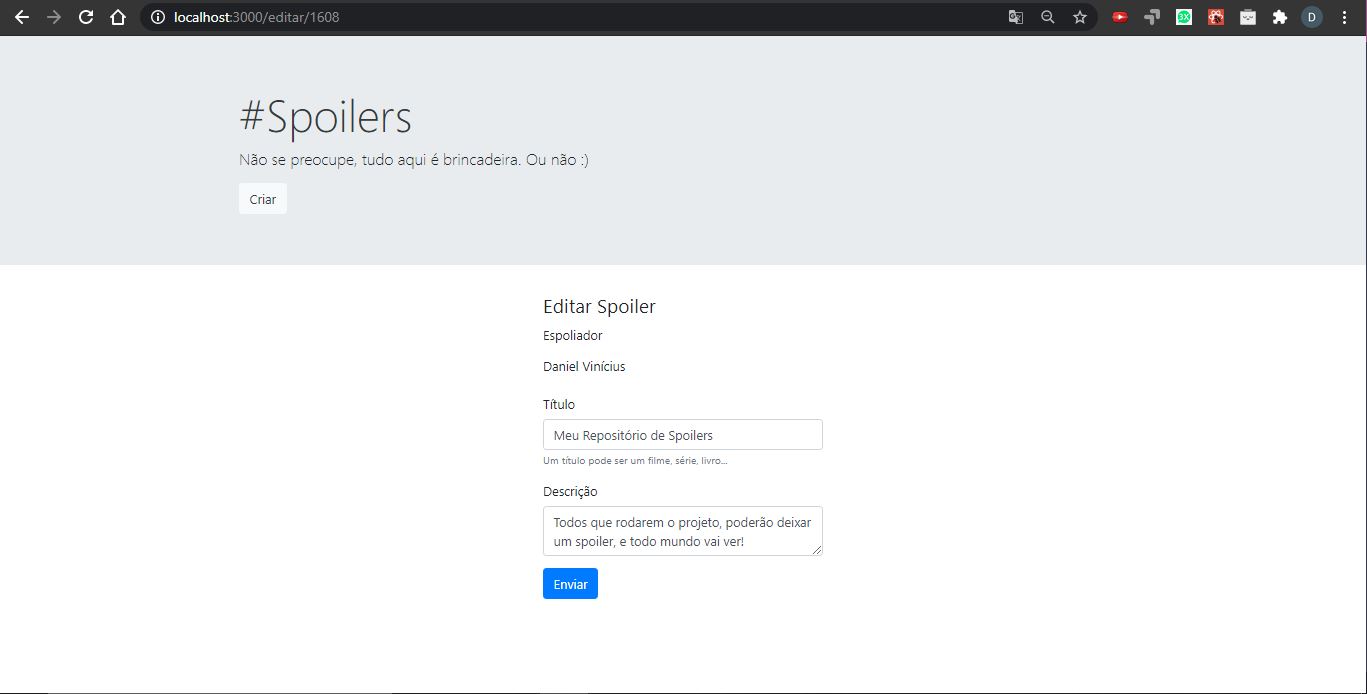 localhost:3000/editar/1608
D
#Spoilers
Não se preocupe, tudo aqui é brincadeira. Ou não :)
Criar
Editar Spoiler
Espoliador
Daniel Vinícius
Título
Meu Repositório de Spoilers
Um título pode ser um filme, série, livro...
Descrição
Todos que rodarem o projeto, poderão deixar
um spoiler, e todo mundo vai ver!
Enviar